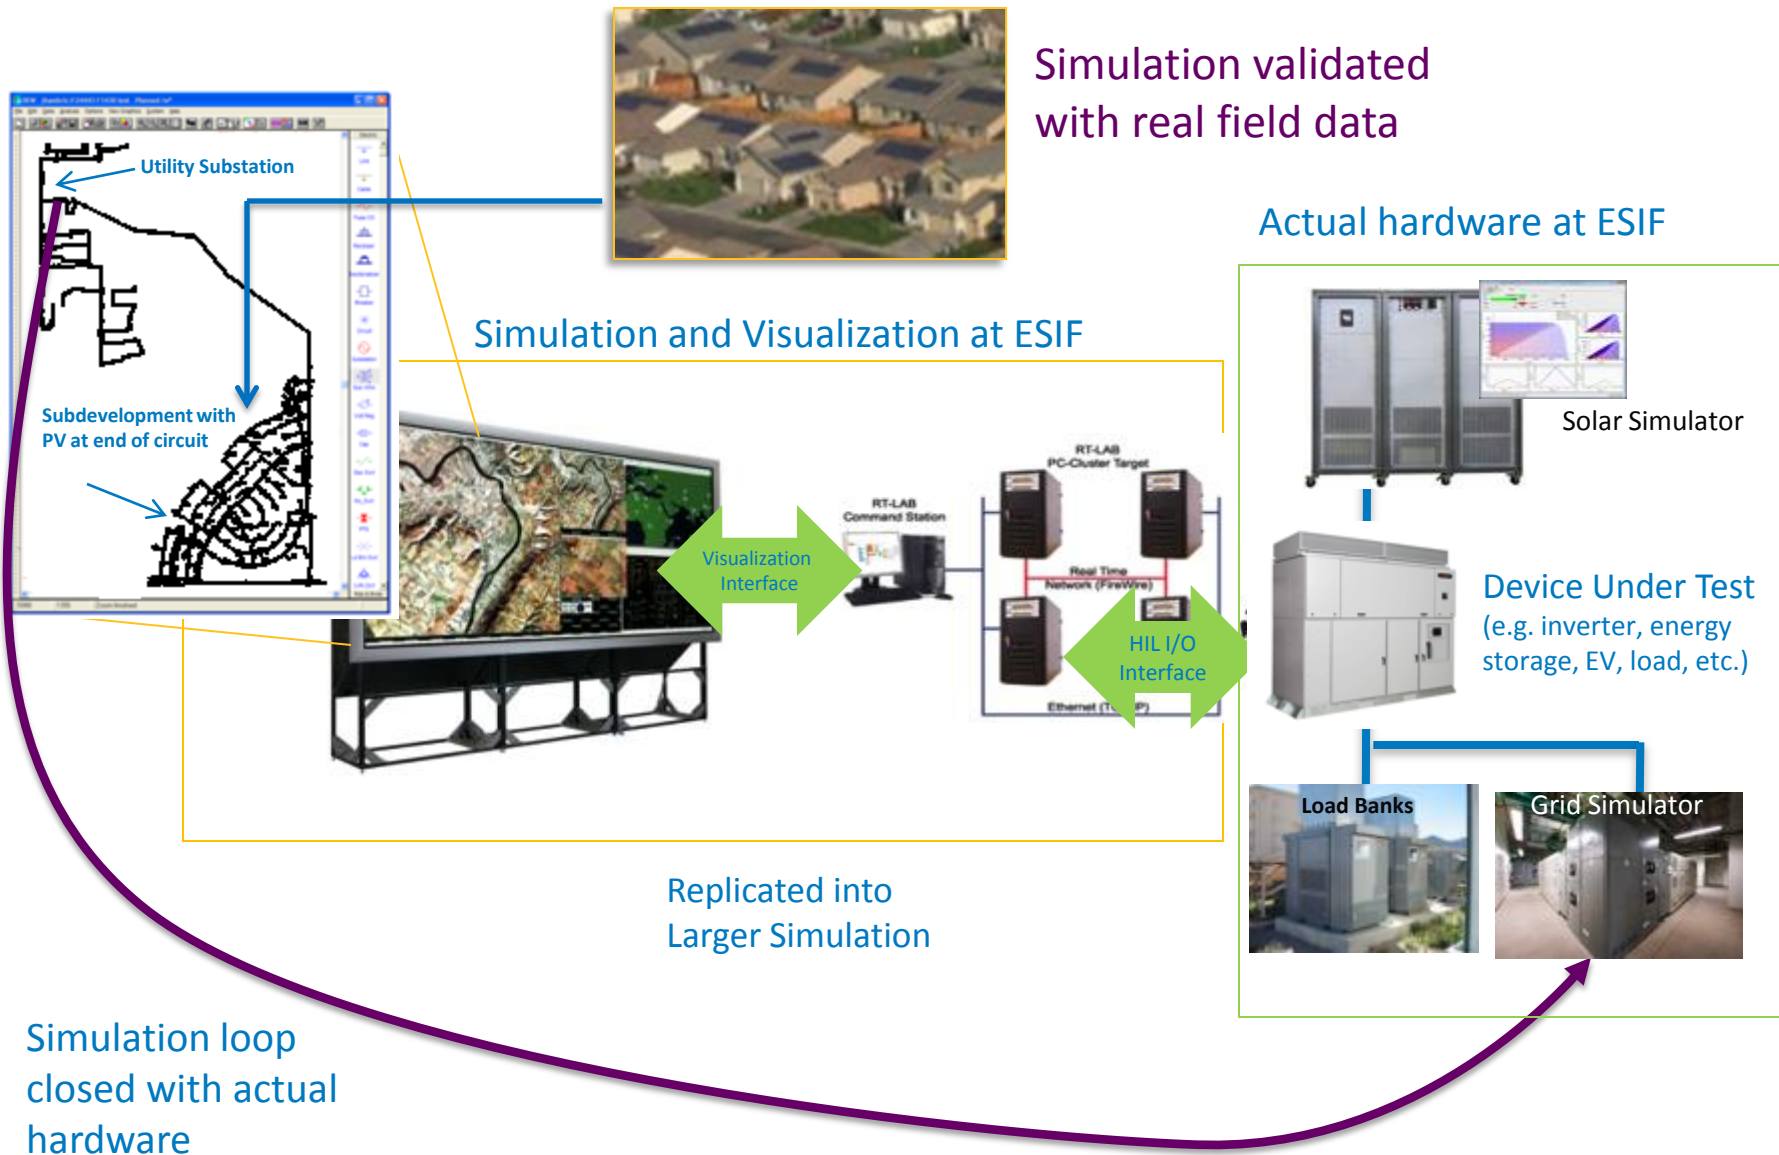 Simulation validated
with real field data
Utility Substation
Actual hardware at ESIF
Simulation and Visualization at ESIF
Subdevelopment with
PV at end of circuit
Solar Simulator
RT-LAB
PC-Cluster Target
RT-LAB
Command Station
Visualization
Interface
Real Time
Network (FireWire)
Device Under Test
(e.g. inverter, energy
storage, EV, load, etc.)
HIL I/O
Interface
Ethernet
Load Banks
Grid Simulator
Replicated into
Larger Simulation
Simulation loop
closed with actual
hardware